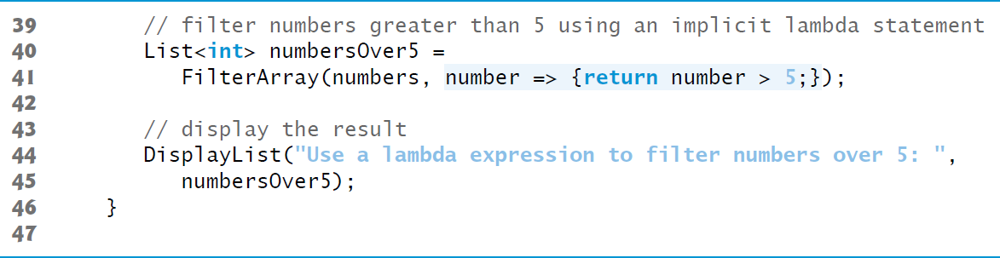 39 // filter numbers greater than 5 using an implicit lambda statement
40 List<int> numbersOver5 =
41 FilterArray(numbers, number => {return number > 5;});
42
43 // display the result
44 DisplayList("Use a lambda expression to filter numbers over 5: ",
45 numbersOver5);
46 }
47